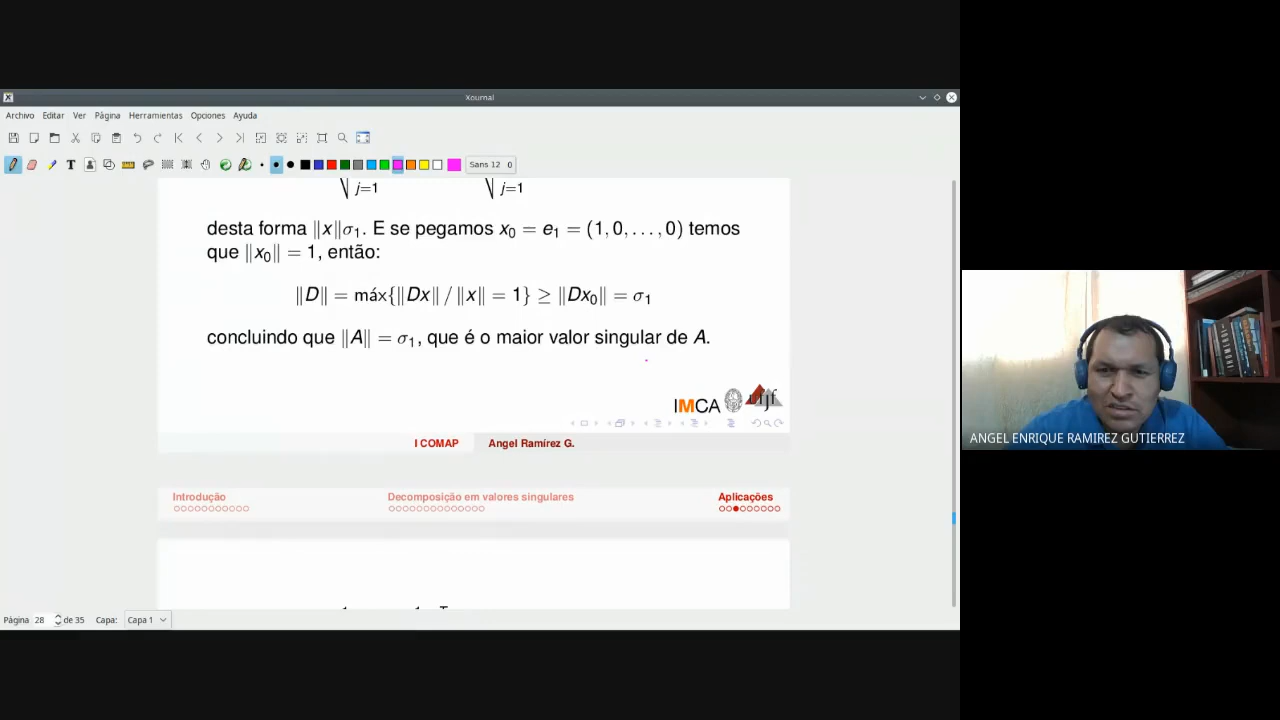 Xournal
Archivo Editar Ver Página Herramientas Opciones Ayuda
Sans 12 0
j=1 j=1
desta forma ‖x‖σ₁. E se pegamos x₀ = e₁ = (1, 0, . . . , 0) temos
que ‖x₀‖ = 1, então:
‖D‖ = máx{‖Dx‖ / ‖x‖ = 1} ≥ ‖Dx₀‖ = σ₁
concluindo que ‖A‖ = σ₁, que é o maior valor singular de A.
IMCA ufjf
I COMAP Angel Ramírez G.
Introdução Decomposição em valores singulares Aplicações
Página 28 de 35 Capa: Capa 1
ANGEL ENRIQUE RAMIREZ GUTIERREZ